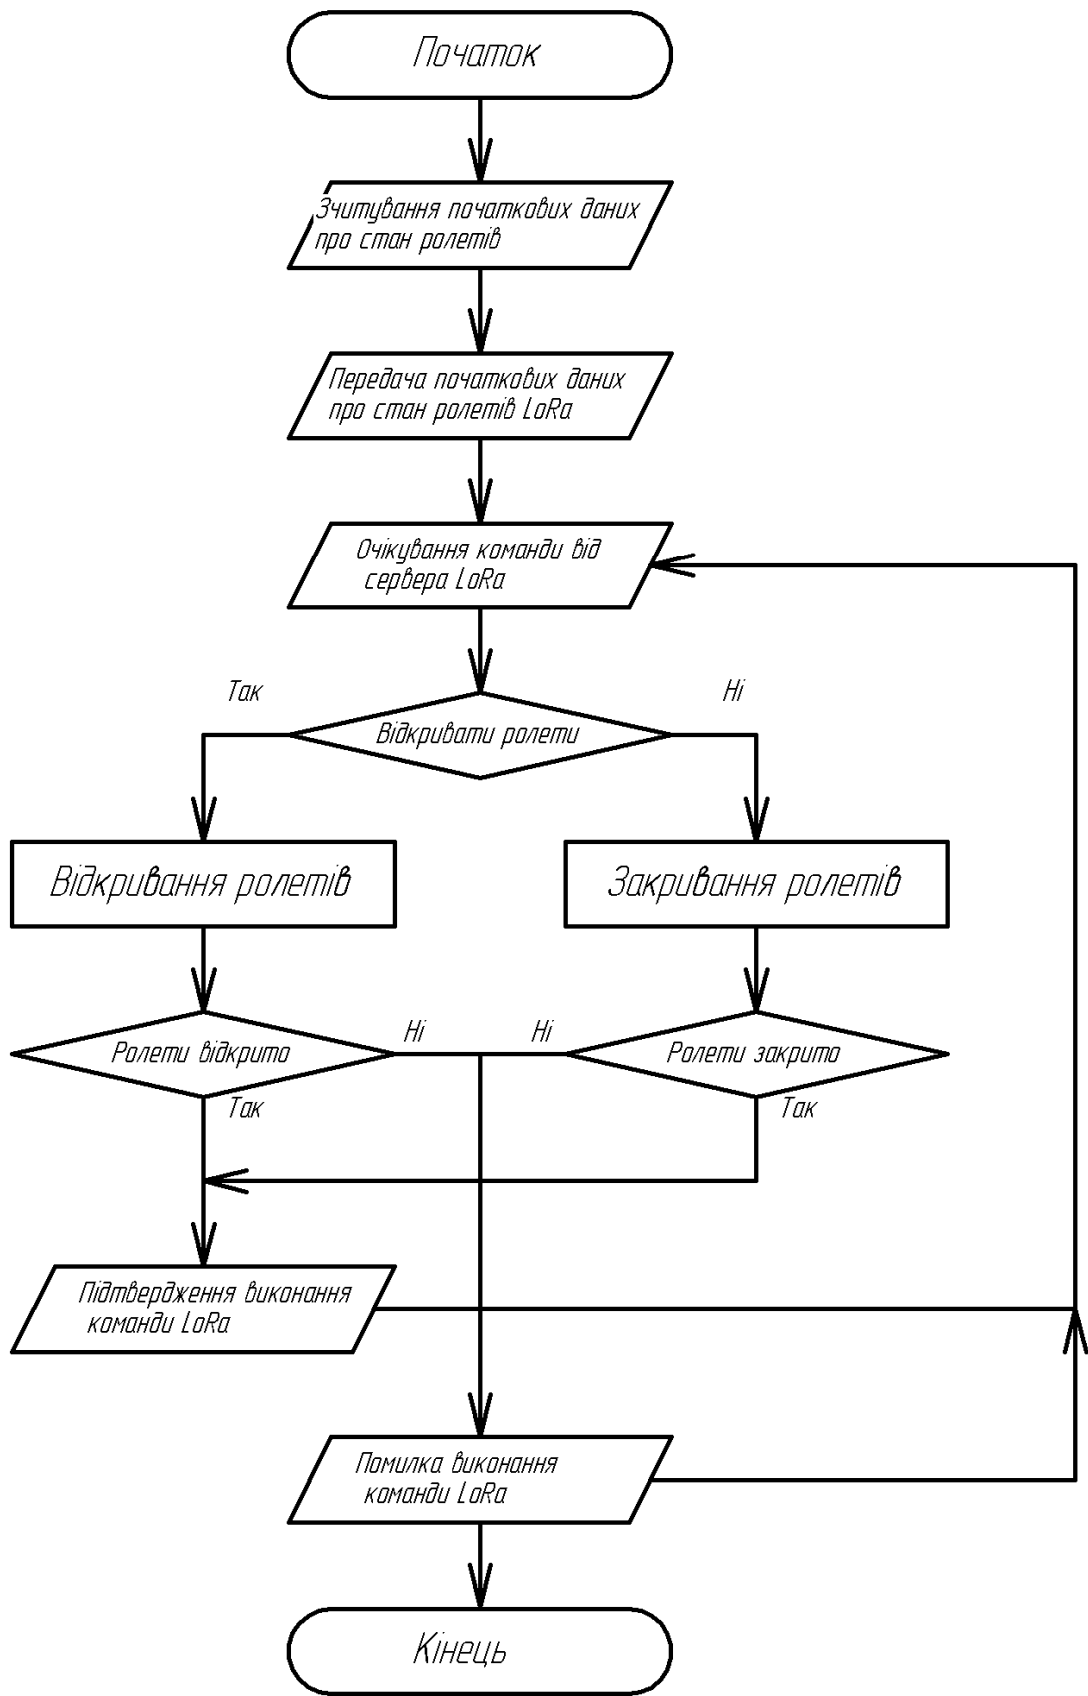 Початок
Зчитування початкових даних
про стан ролетів
Передача початкових даних
про стан ролетів LoRa
Очікування команди від
сервера LoRa
Так
Ні
Відкривати ролети
Відкривання ролетів
Закривання ролетів
Ні
Ні
Ролети відкрито
Ролети закрито
Так
Так
Підтвердження виконання
команди LoRa
Помилка виконання
команди LoRa
Кінець